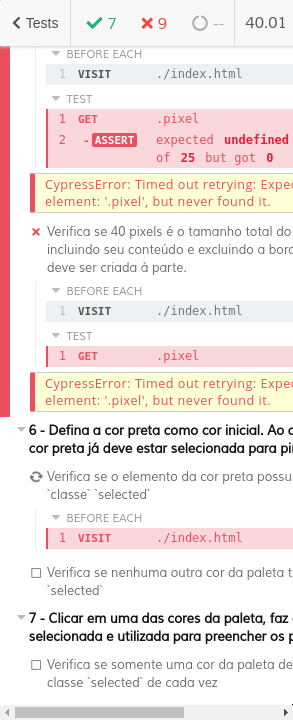 Tests 7 9 -- 40.01
BEFORE EACH
1 VISIT ./index.html
TEST
1 GET .pixel
2 -ASSERT expected undefined
of 25 but got 0
CypressError: Timed out retrying: Expec
element: '.pixel', but never found it.
Verifica se 40 pixels é o tamanho total do
incluindo seu conteúdo e excluindo a bord
deve ser criada à parte.
BEFORE EACH
1 VISIT ./index.html
TEST
1 GET .pixel
CypressError: Timed out retrying: Expec
element: '.pixel', but never found it.
6 - Defina a cor preta como cor inicial. Ao c
cor preta já deve estar selecionada para pin
Verifica se o elemento da cor preta possu
`classe` `selected`
BEFORE EACH
1 VISIT ./index.html
Verifica se nenhuma outra cor da paleta t
`selected`
7 - Clicar em uma das cores da paleta, faz
selecionada e utilizada para preencher os p
Verifica se somente uma cor da paleta de
classe `selected` de cada vez